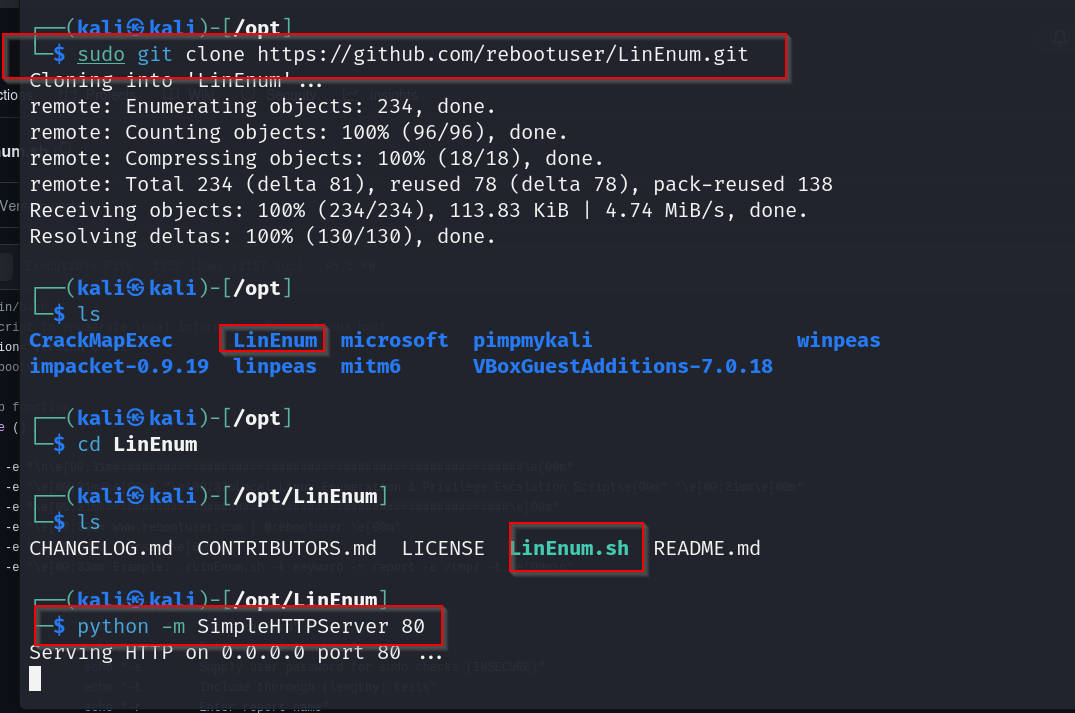 ┌──(kali㉿kali)-[/opt]
└─$ sudo git clone https://github.com/rebootuser/LinEnum.git
Cloning into 'LinEnum'...
remote: Enumerating objects: 234, done.
remote: Counting objects: 100% (96/96), done.
remote: Compressing objects: 100% (18/18), done.
remote: Total 234 (delta 81), reused 78 (delta 78), pack-reused 138
Receiving objects: 100% (234/234), 113.83 KiB | 4.74 MiB/s, done.
Resolving deltas: 100% (130/130), done.
┌──(kali㉿kali)-[/opt]
└─$ ls
CrackMapExec LinEnum microsoft pimpmykali winpeas
impacket-0.9.19 linpeas mitm6 VBoxGuestAdditions-7.0.18
┌──(kali㉿kali)-[/opt]
└─$ cd LinEnum
┌──(kali㉿kali)-[/opt/LinEnum]
└─$ ls
CHANGELOG.md CONTRIBUTORS.md LICENSE LinEnum.sh README.md
┌──(kali㉿kali)-[/opt/LinEnum]
└─$ python -m SimpleHTTPServer 80
Serving HTTP on 0.0.0.0 port 80 ...